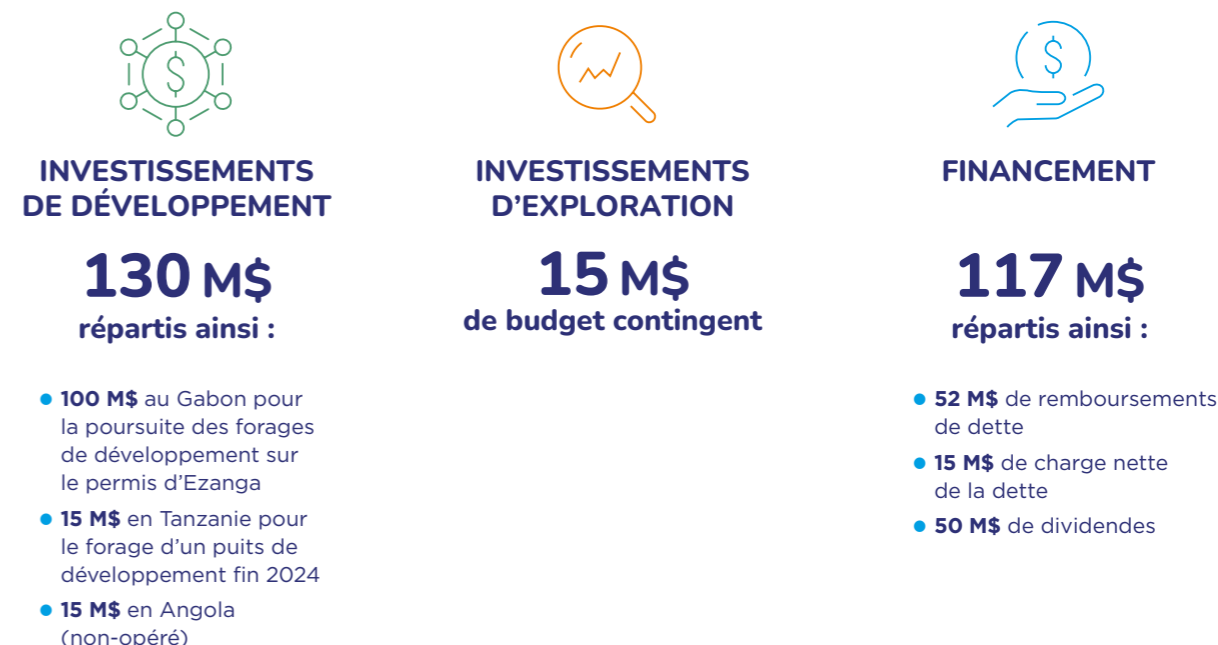 INVESTISSEMENTS
DE DÉVELOPPEMENT
130 M$
répartis ainsi :
100 M$ au Gabon pour
la poursuite des forages
de développement sur
le permis d’Ezanga
15 M$ en Tanzanie pour
le forage d’un puits de
développement fin 2024
15 M$ en Angola
(non-opéré)
INVESTISSEMENTS
D’EXPLORATION
15 M$
de budget contingent
FINANCEMENT
117 M$
répartis ainsi :
52 M$ de remboursements
de dette
15 M$ de charge nette
de la dette
50 M$ de dividendes